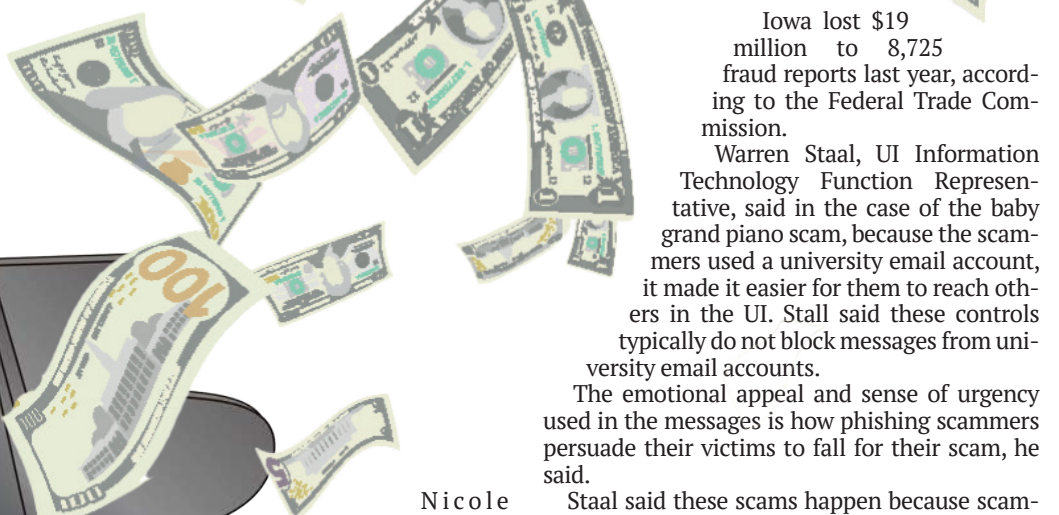 Iowa lost $19
million to 8,725
fraud reports last year, accord-
ing to the Federal Trade Com-
mission.
Warren Staal, UI Information
Technology Function Represen-
tative, said in the case of the baby
grand piano scam, because the scam-
mers used a university email account,
it made it easier for them to reach oth-
ers in the UI. Stall said these controls
typically do not block messages from uni-
versity email accounts.
The emotional appeal and sense of urgency
used in the messages is how phishing scammers
persuade their victims to fall for their scam, he
said.
Nicole
Staal said these scams happen because scam-
100
100
1
1
1
5